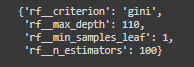 {'rf__criterion': 'gini',
'rf__max_depth': 110,
'rf__min_samples_leaf': 1,
'rf__n_estimators': 100}